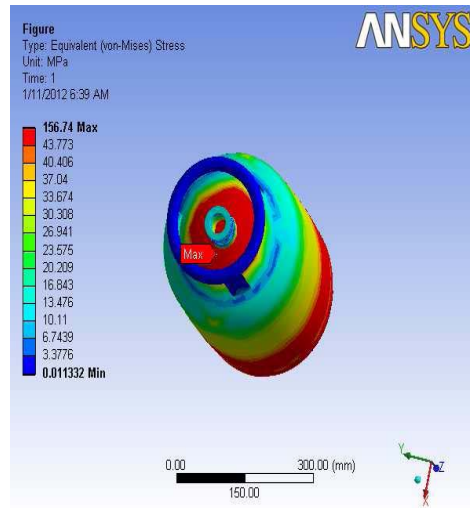 Figure
Type: Equivalent (von-Mises) Stress
Unit: MPa
Time: 1
1/11/2012 6:39 AM
ANSYS
156.74 Max
43.773
40.406
37.04
33.674
30.308
26.941
23.575
20.209
16.843
13.476
10.11
6.7439
3.3776
0.011332 Min
Max
0.00
300.00 (mm)
150.00
Y
Z
X